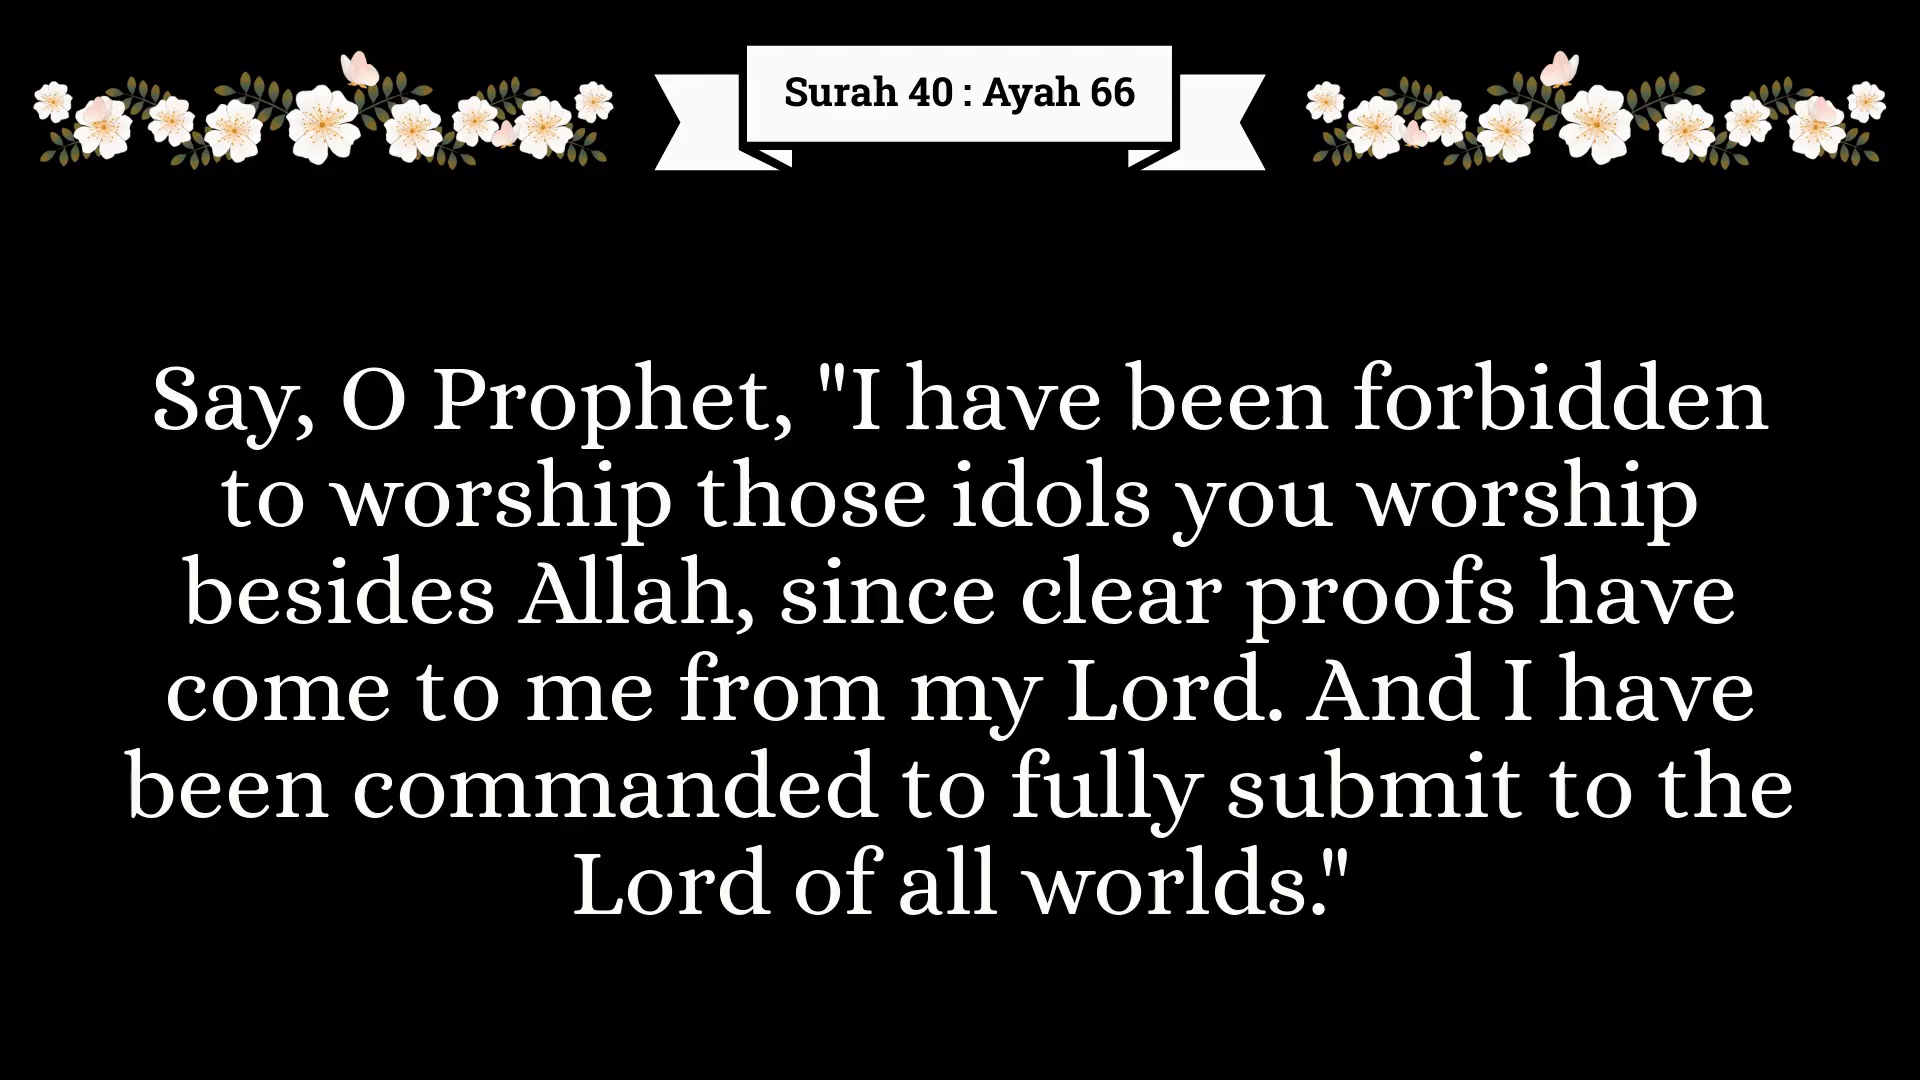 Surah 40 : Ayah 66
Say, O Prophet, "I have been forbidden
to worship those idols you worship
besides Allah, since clear proofs have
come to me from my Lord. And I have
been commanded to fully submit to the
Lord of all worlds."